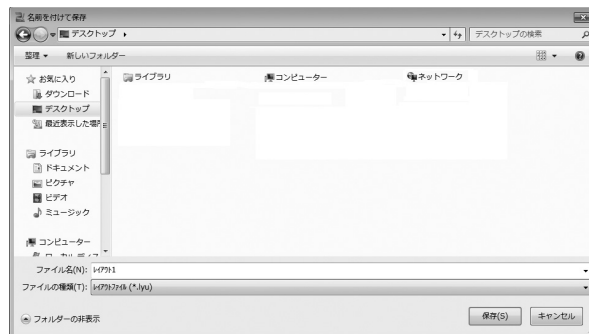 名前を付けて保存
デスクトップ
デスクトップの検索
整理 新しいフォルダー
お気に入り
ダウンロード
デスクトップ
最近表示した場所
ライブラリ
ドキュメント
ピクチャ
ビデオ
ミュージック
コンピューター
ライブラリ
コンピューター
ネットワーク
ファイル名(N): ﾚｲｱｳﾄ1
ファイルの種類(T): ﾚｲｱｳﾄﾌｧｲﾙ (*.lyu)
フォルダーの非表示
保存(S)
キャンセル